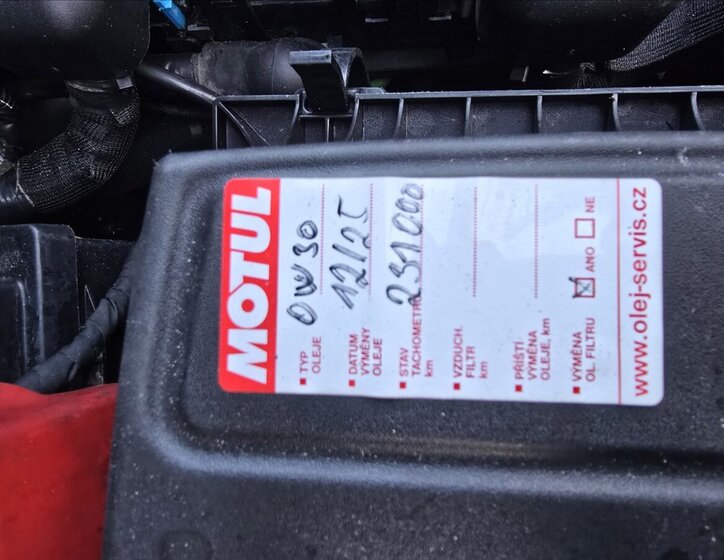 MOTUL
TYP OLEJE 0W30
DATUM VÝMĚNY OLEJE 12/25
STAV TACHOMETRU km 231000
VZDUCH. FILTR km
PŘÍŠTÍ VÝMĚNA OLEJE, km
VÝMĚNA OL. FILTRU ANO NE
www.olej-servis.cz